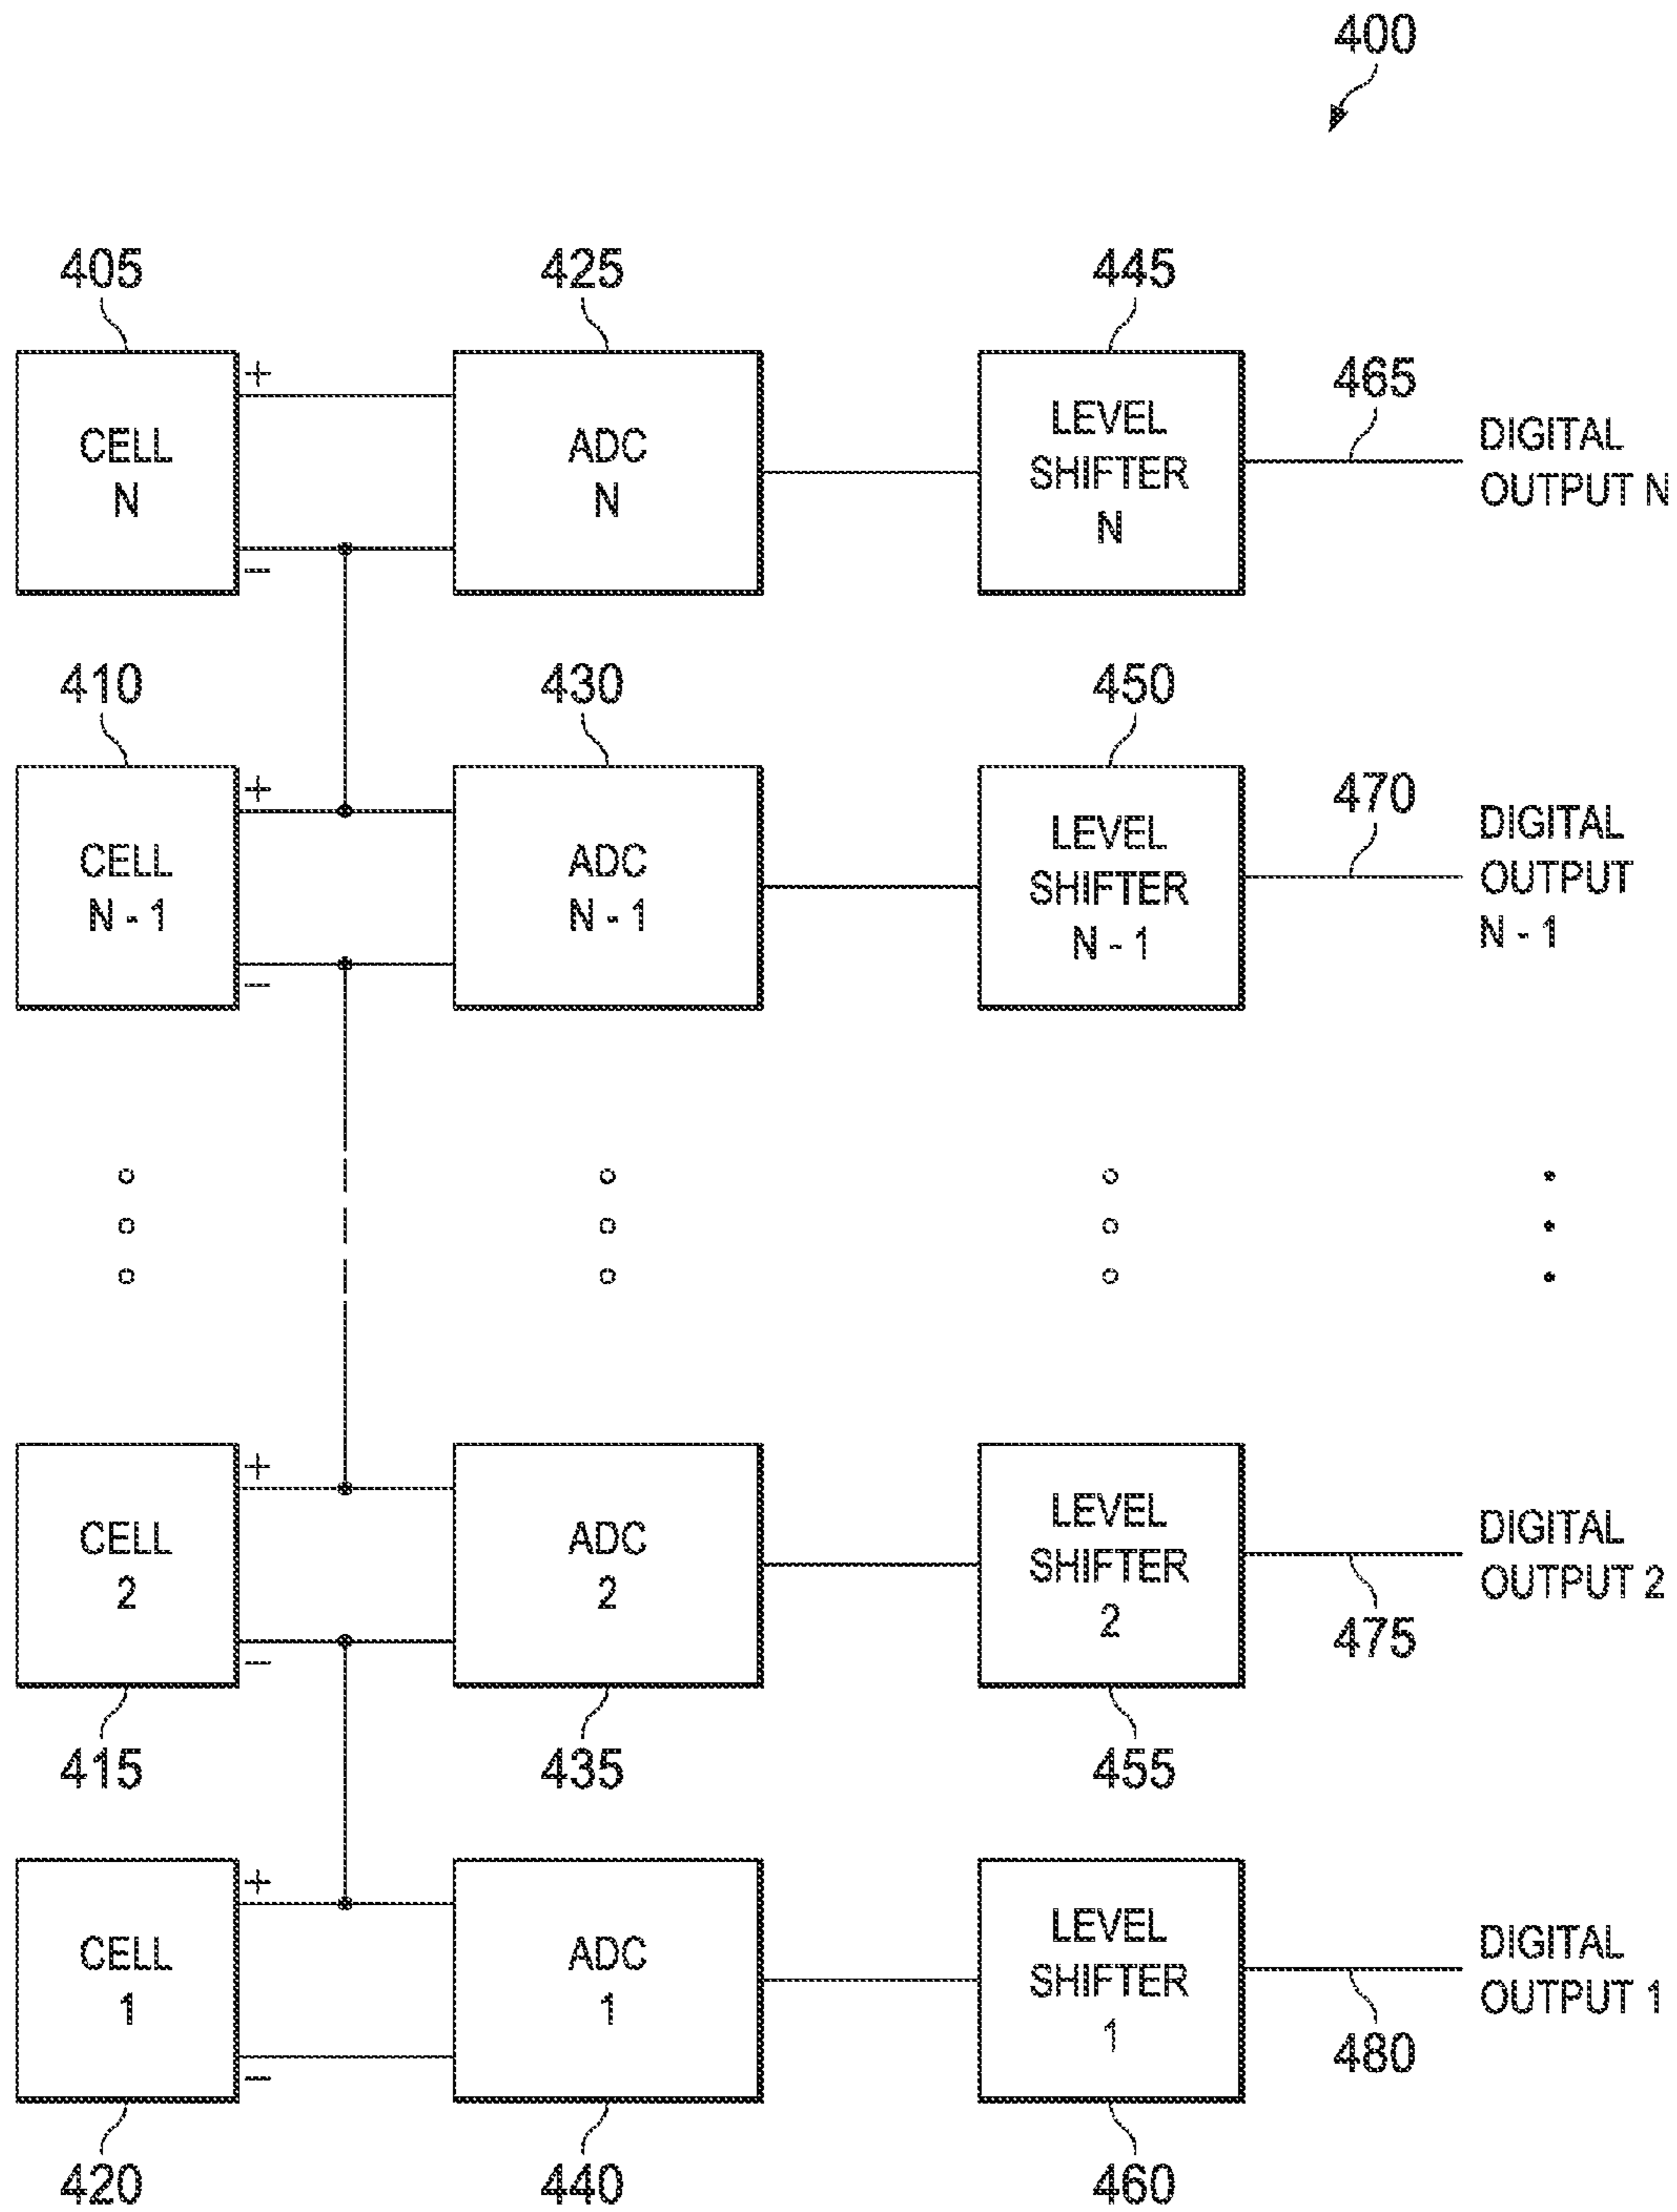 400
405
425
445
CELL
N
+
−
ADC
N
LEVEL
SHIFTER
N
465
DIGITAL
OUTPUT N
410
430
450
CELL
N - 1
+
−
ADC
N - 1
LEVEL
SHIFTER
N - 1
470
DIGITAL
OUTPUT
N - 1
CELL
2
+
−
ADC
2
LEVEL
SHIFTER
2
475
DIGITAL
OUTPUT 2
415
435
455
CELL
1
+
−
ADC
1
LEVEL
SHIFTER
1
480
DIGITAL
OUTPUT 1
420
440
460